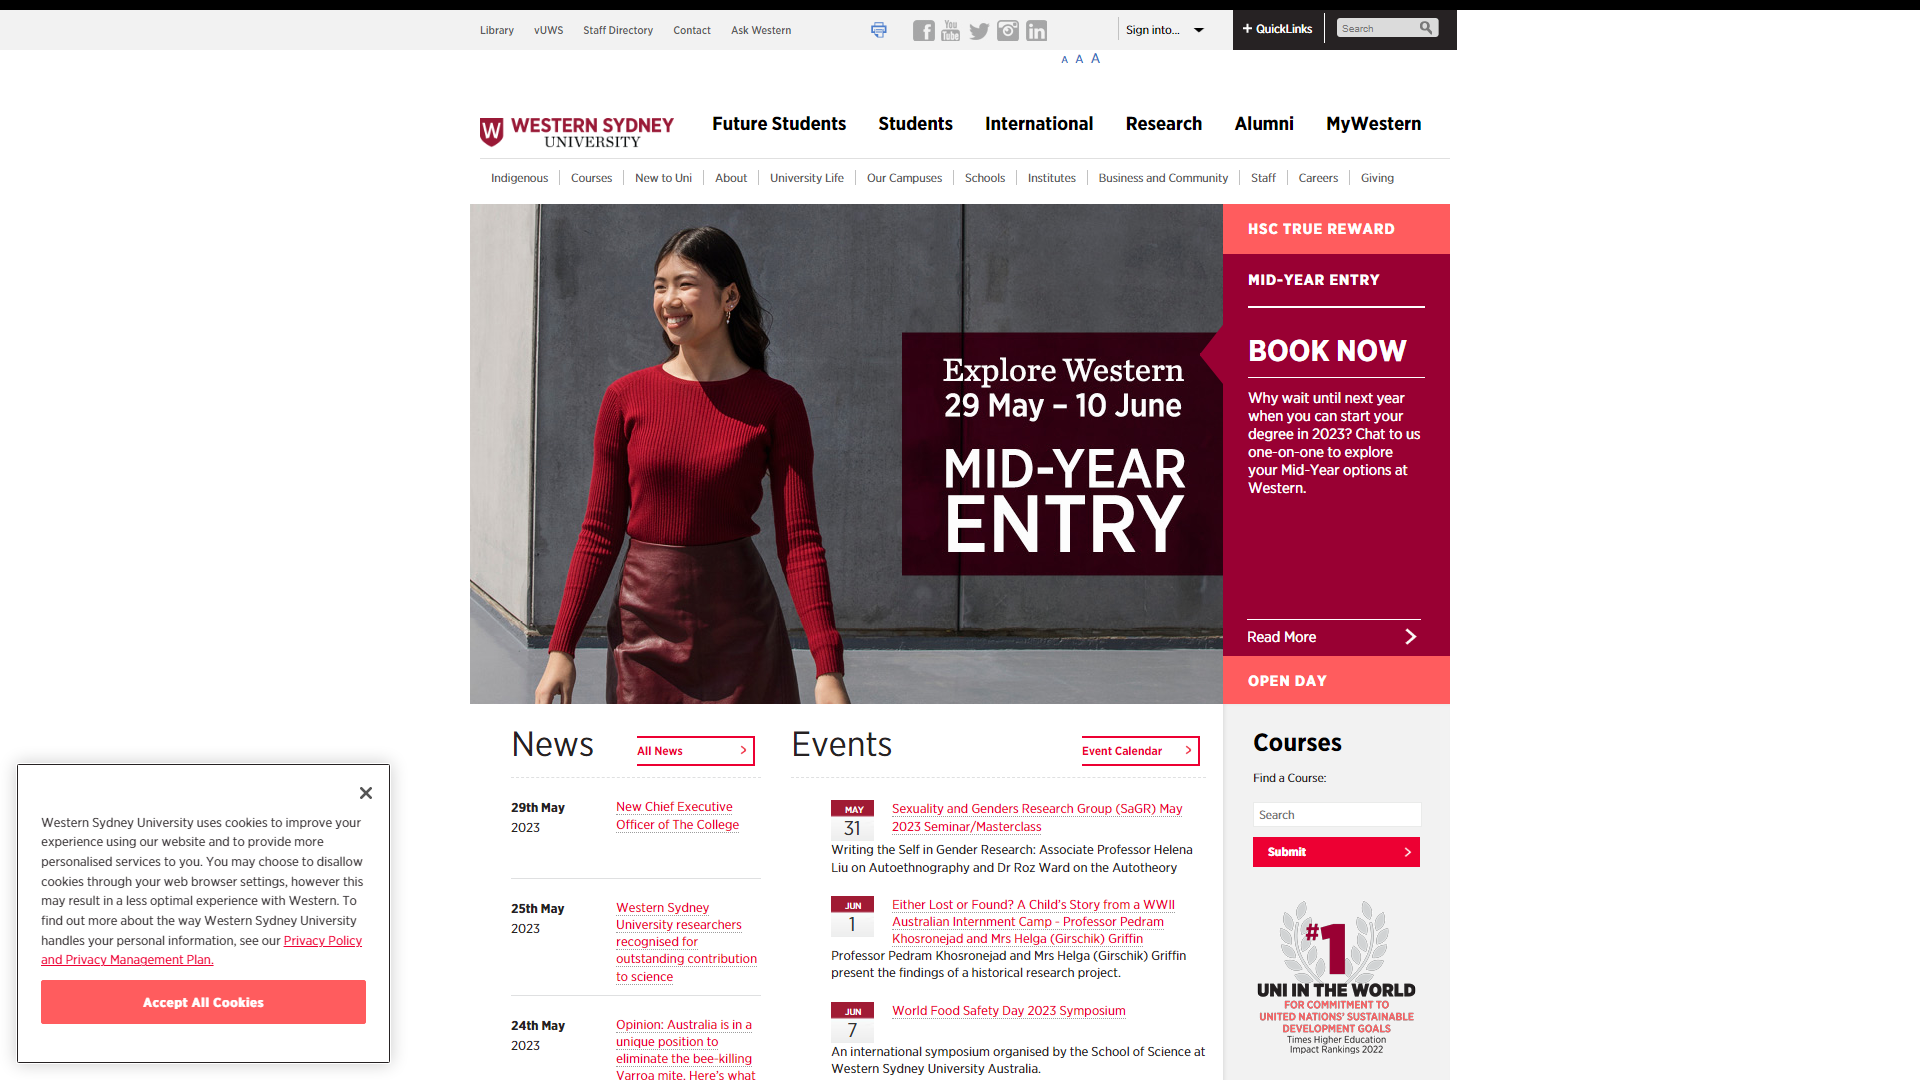 Library
vUWS
Staff Directory
Contact
Ask Western
Sign into...
+ QuickLinks
Search
A A A
W WESTERN SYDNEY
UNIVERSITY
Future Students
Students
International
Research
Alumni
MyWestern
Indigenous
Courses
New to Uni
About
University Life
Our Campuses
Schools
Institutes
Business and Community
Staff
Careers
Giving
Explore Western
29 May – 10 June
MID-YEAR
ENTRY
HSC TRUE REWARD
MID-YEAR ENTRY
BOOK NOW
Why wait until next year
when you can start your
degree in 2023? Chat to us
one-on-one to explore
your Mid-Year options at
Western.
Read More
OPEN DAY
News
All News
29th May
2023
New Chief Executive
Officer of The College
25th May
2023
Western Sydney
University researchers
recognised for
outstanding contribution
to science
24th May
2023
Opinion: Australia is in a
unique position to
eliminate the bee-killing
Varroa mite. Here's what
Events
Event Calendar
MAY
31
Sexuality and Genders Research Group (SaGR) May
2023 Seminar/Masterclass
Writing the Self in Gender Research: Associate Professor Helena
Liu on Autoethnography and Dr Roz Ward on the Autotheory
JUN
1
Either Lost or Found? A Child's Story from a WWII
Australian Internment Camp - Professor Pedram
Khosronejad and Mrs Helga (Girschik) Griffin
Professor Pedram Khosronejad and Mrs Helga (Girschik) Griffin
present the findings of a historical research project.
JUN
7
World Food Safety Day 2023 Symposium
An international symposium organised by the School of Science at
Western Sydney University Australia.
Courses
Find a Course:
Search
Submit
#1
UNI IN THE WORLD
FOR COMMITMENT TO
UNITED NATIONS' SUSTAINABLE
DEVELOPMENT GOALS
Times Higher Education
Impact Rankings 2022
Western Sydney University uses cookies to improve your
experience using our website and to provide more
personalised services to you. You may choose to disallow
cookies through your web browser settings, however this
may result in a less optimal experience with Western. To
find out more about the way Western Sydney University
handles your personal information, see our Privacy Policy
and Privacy Management Plan.
Accept All Cookies